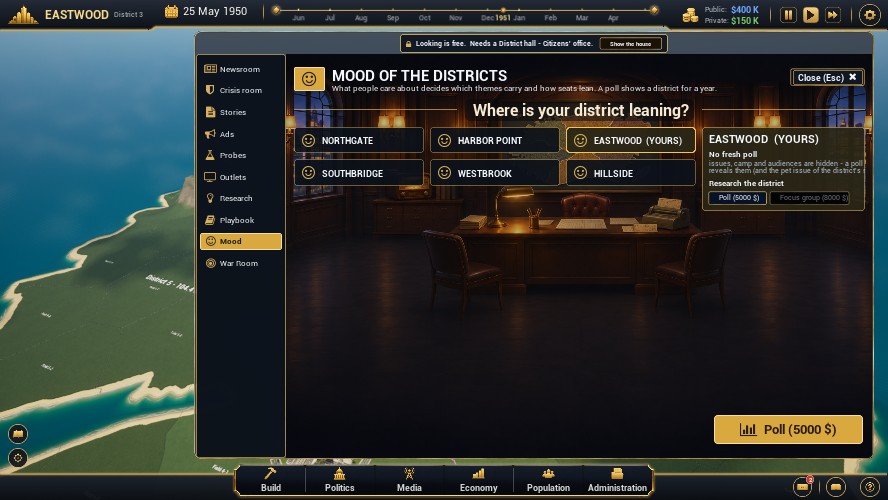 EASTWOOD District 3
25 May 1950
Jun Jul Aug Sep Oct Nov Dec 1951 Jan Feb Mar Apr
Public: $400 K
Private: $150 K
Looking is free. Needs a District hall - Citizens' office.
Show the house
Newsroom
Crisis room
Stories
Ads
Probes
Outlets
Research
Playbook
Mood
War Room
MOOD OF THE DISTRICTS
What people care about decides which themes carry and how seats lean. A poll shows a district for a year.
Close (Esc)
Where is your district leaning?
NORTHGATE
HARBOR POINT
EASTWOOD (YOURS)
SOUTHBRIDGE
WESTBROOK
HILLSIDE
EASTWOOD (YOURS)
No fresh poll
issues, camp and audiences are hidden - a poll
reveals them (and the pet issue of the district's
Research the district
Poll (5000 $)
Focus group (8000 $)
Poll (5000 $)
Build
Politics
Media
Economy
Population
Administration